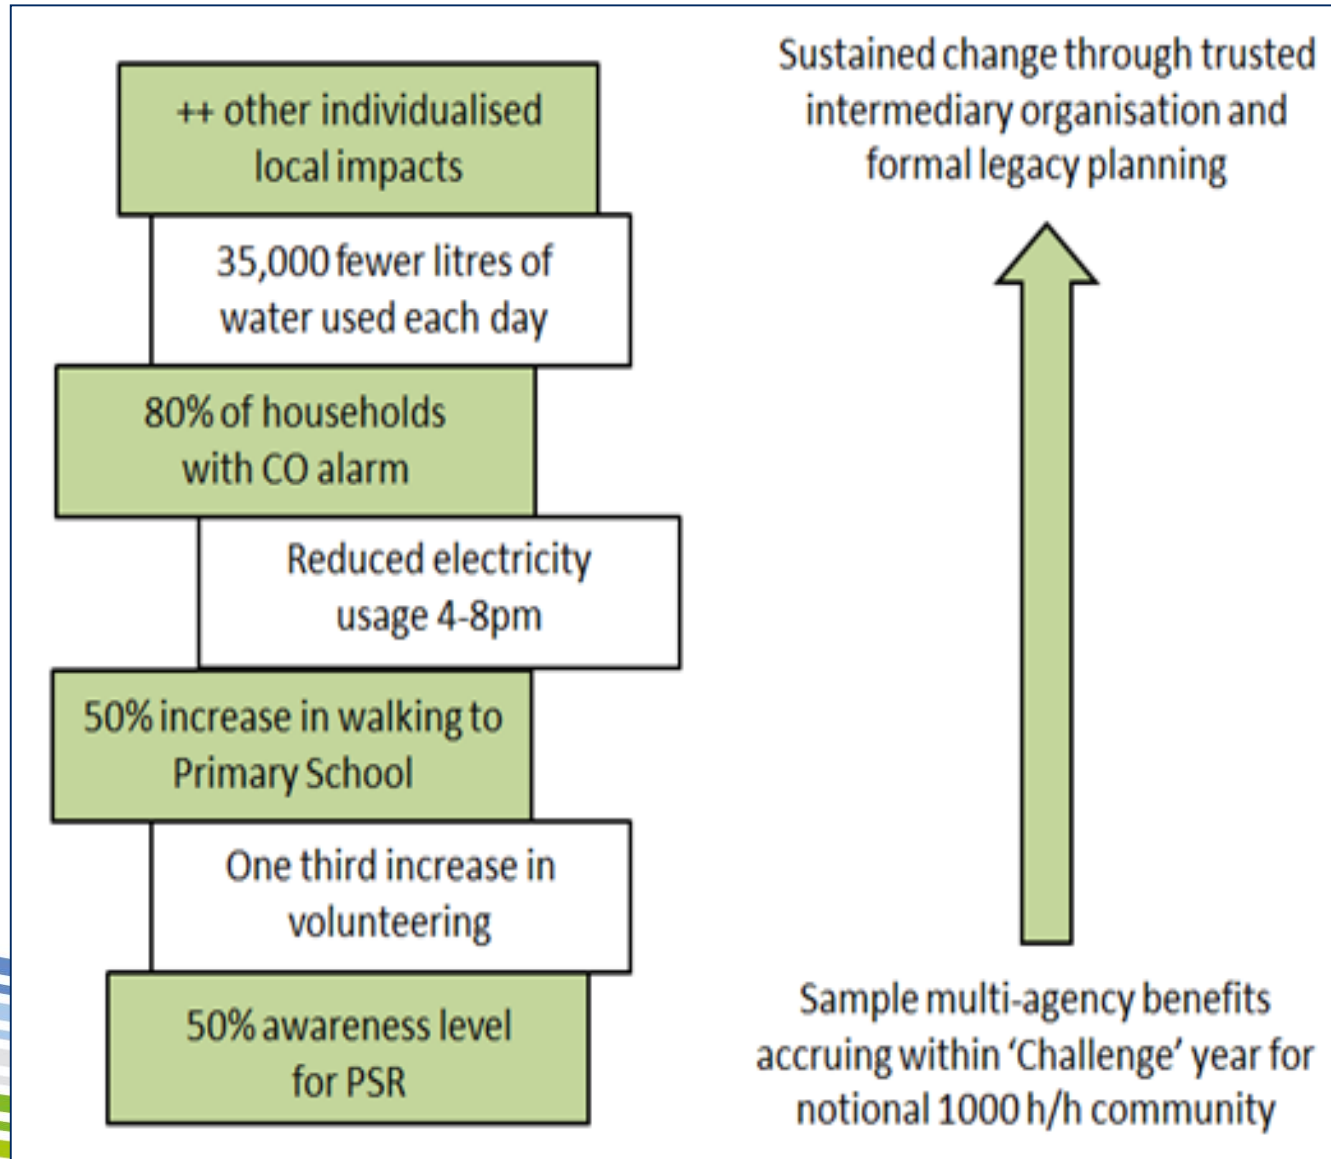 ++ other individualised
local impacts
35,000 fewer litres of
water used each day
80% of households
with CO alarm
Reduced electricity
usage 4-8pm
50% increase in walking to
Primary School
One third increase in
volunteering
50% awareness level
for PSR
Sustained change through trusted
intermediary organisation and
formal legacy planning
Sample multi-agency benefits
accruing within ‘Challenge’ year for
notional 1000 h/h community